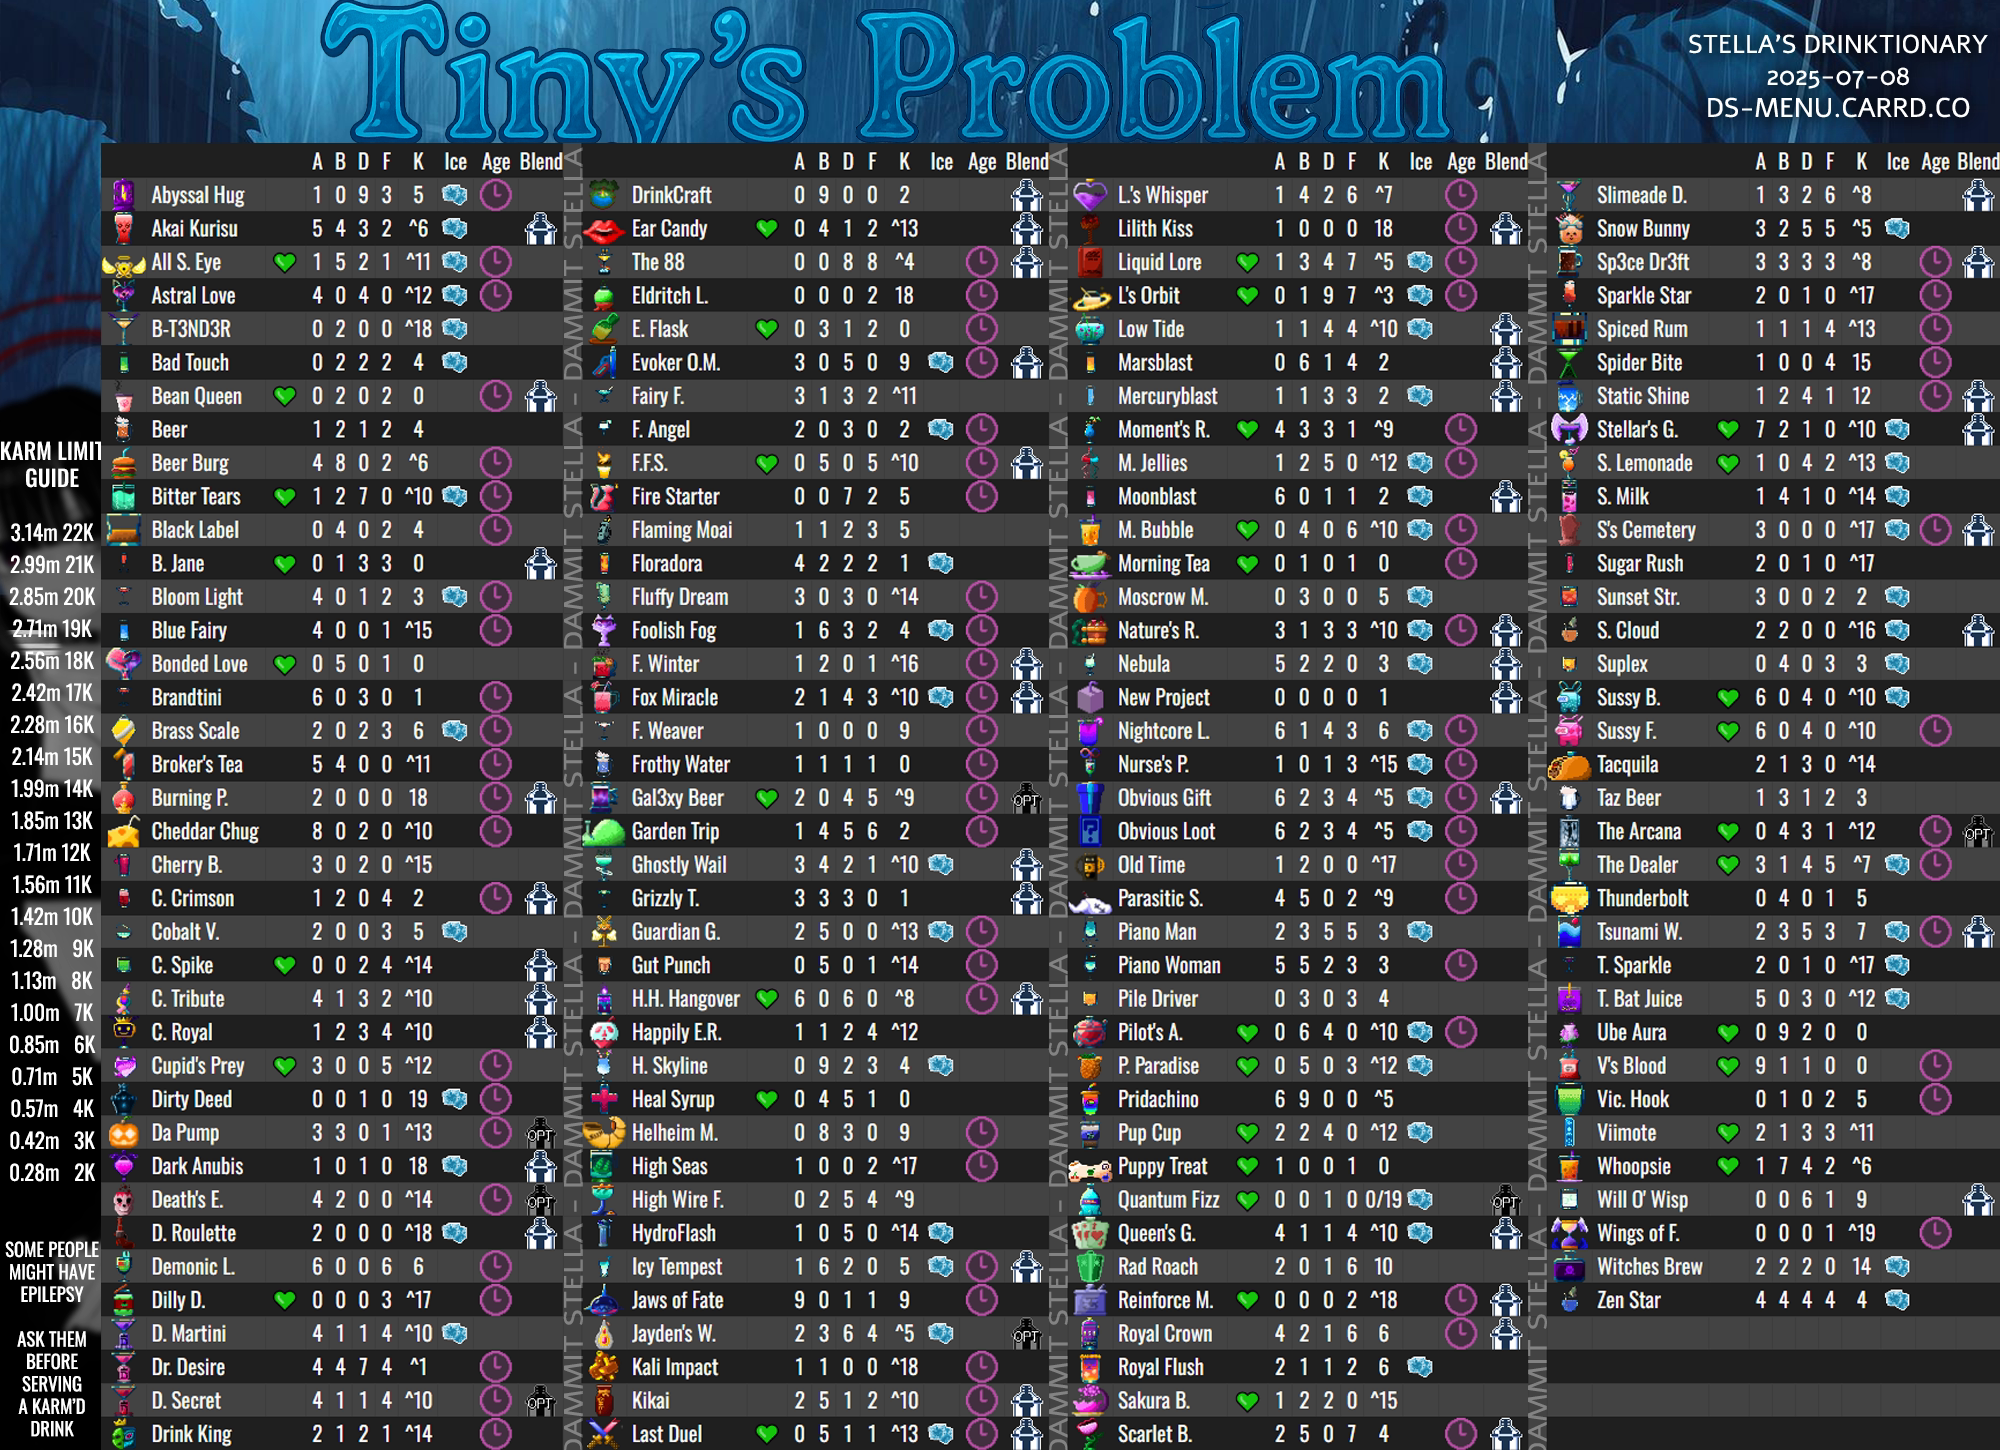 Tiny's Problem
STELLA'S DRINKTIONARY
2025-07-08
DS-MENU.CARRD.CO
KARM LIMIT
GUIDE
3.14m 22K
2.99m 21K
2.85m 20K
2.71m 19K
2.56m 18K
2.42m 17K
2.28m 16K
2.14m 15K
1.99m 14K
1.85m 13K
1.71m 12K
1.56m 11K
1.42m 10K
1.28m 9K
1.13m 8K
1.00m 7K
0.85m 6K
0.71m 5K
0.57m 4K
0.42m 3K
0.28m 2K
SOME PEOPLE
MIGHT HAVE
EPILEPSY
ASK THEM
BEFORE
SERVING
A KARM'D
DRINK
A B D F K Ice Age Blend
Abyssal Hug 1 0 9 3 5
Akai Kurisu 5 4 3 2 ^6
All S. Eye 1 5 2 1 ^11
Astral Love 4 0 4 0 ^12
B-T3ND3R 0 2 0 0 ^18
Bad Touch 0 2 2 2 4
Bean Queen 0 2 0 2 0
Beer 1 2 1 2 4
Beer Burg 4 8 0 2 ^6
Bitter Tears 1 2 7 0 ^10
Black Label 0 4 0 2 4
B. Jane 0 1 3 3 0
Bloom Light 4 0 1 2 3
Blue Fairy 4 0 0 1 ^15
Bonded Love 0 5 0 1 0
Brandtini 6 0 3 0 1
Brass Scale 2 0 2 3 6
Broker's Tea 5 4 0 0 ^11
Burning P. 2 0 0 0 18
Cheddar Chug 8 0 2 0 ^10
Cherry B. 3 0 2 0 ^15
C. Crimson 1 2 0 4 2
Cobalt V. 2 0 0 3 5
C. Spike 0 0 2 4 ^14
C. Tribute 4 1 3 2 ^10
C. Royal 1 2 3 4 ^10
Cupid's Prey 3 0 0 5 ^12
Dirty Deed 0 0 1 0 19
Da Pump 3 3 0 1 ^13 OPT
Dark Anubis 1 0 1 0 18
Death's E. 4 2 0 0 ^14 OPT
D. Roulette 2 0 0 0 ^18
Demonic L. 6 0 0 6 6
Dilly D. 0 0 0 3 ^17
D. Martini 4 1 1 4 ^10
Dr. Desire 4 4 7 4 ^1
D. Secret 4 1 1 4 ^10 OPT
Drink King 2 1 2 1 ^14
DAMMIT STELLA - DAMMIT STELLA - DAMMIT STELLA - DAMMIT STELLA
A B D F K Ice Age Blend
DrinkCraft 0 9 0 0 2
Ear Candy 0 4 1 2 ^13
The 88 0 0 8 8 ^4
Eldritch L. 0 0 0 2 18
E. Flask 0 3 1 2 0
Evoker O.M. 3 0 5 0 9
Fairy F. 3 1 3 2 ^11
F. Angel 2 0 3 0 2
F.F.S. 0 5 0 5 ^10
Fire Starter 0 0 7 2 5
Flaming Moai 1 1 2 3 5
Floradora 4 2 2 2 1
Fluffy Dream 3 0 3 0 ^14
Foolish Fog 1 6 3 2 4
F. Winter 1 2 0 1 ^16
Fox Miracle 2 1 4 3 ^10
F. Weaver 1 0 0 0 9
Frothy Water 1 1 1 1 0
Gal3xy Beer 2 0 4 5 ^9 OPT
Garden Trip 1 4 5 6 2
Ghostly Wail 3 4 2 1 ^10
Grizzly T. 3 3 3 0 1
Guardian G. 2 5 0 0 ^13
Gut Punch 0 5 0 1 ^14
H.H. Hangover 6 0 6 0 ^8
Happily E.R. 1 1 2 4 ^12
H. Skyline 0 9 2 3 4
Heal Syrup 0 4 5 1 0
Helheim M. 0 8 3 0 9
High Seas 1 0 0 2 ^17
High Wire F. 0 2 5 4 ^9
HydroFlash 1 0 5 0 ^14
Icy Tempest 1 6 2 0 5
Jaws of Fate 9 0 1 1 9
Jayden's W. 2 3 6 4 ^5 OPT
Kali Impact 1 1 0 0 ^18
Kikai 2 5 1 2 ^10
Last Duel 0 5 1 1 ^13
DAMMIT STELLA - DAMMIT STELLA - DAMMIT STELLA - DAMMIT STELLA
A B D F K Ice Age Blend
L.'s Whisper 1 4 2 6 ^7
Lilith Kiss 1 0 0 0 18
Liquid Lore 1 3 4 7 ^5
L's Orbit 0 1 9 7 ^3
Low Tide 1 1 4 4 ^10
Marsblast 0 6 1 4 2
Mercuryblast 1 1 3 3 2
Moment's R. 4 3 3 1 ^9
M. Jellies 1 2 5 0 ^12
Moonblast 6 0 1 1 2
M. Bubble 0 4 0 6 ^10
Morning Tea 0 1 0 1 0
Moscrow M. 0 3 0 0 5
Nature's R. 3 1 3 3 ^10
Nebula 5 2 2 0 3
New Project 0 0 0 0 1
Nightcore L. 6 1 4 3 6
Nurse's P. 1 0 1 3 ^15
Obvious Gift 6 2 3 4 ^5
Obvious Loot 6 2 3 4 ^5
Old Time 1 2 0 0 ^17
Parasitic S. 4 5 0 2 ^9
Piano Man 2 3 5 5 3
Piano Woman 5 5 2 3 3
Pile Driver 0 3 0 3 4
Pilot's A. 0 6 4 0 ^10
P. Paradise 0 5 0 3 ^12
Pridachino 6 9 0 0 ^5
Pup Cup 2 2 4 0 ^12
Puppy Treat 1 0 0 1 0
Quantum Fizz 0 0 1 0 0/19 OPT
Queen's G. 4 1 1 4 ^10
Rad Roach 2 0 1 6 10
Reinforce M. 0 0 0 2 ^18
Royal Crown 4 2 1 6 6
Royal Flush 2 1 1 2 6
Sakura B. 1 2 2 0 ^15
Scarlet B. 2 5 0 7 4
DAMMIT STELLA - DAMMIT STELLA - DAMMIT STELLA - DAMMIT STELLA
A B D F K Ice Age Blend
Slimeade D. 1 3 2 6 ^8
Snow Bunny 3 2 5 5 ^5
Sp3ce Dr3ft 3 3 3 3 ^8
Sparkle Star 2 0 1 0 ^17
Spiced Rum 1 1 1 4 ^13
Spider Bite 1 0 0 4 15
Static Shine 1 2 4 1 12
Stellar's G. 7 2 1 0 ^10
S. Lemonade 1 0 4 2 ^13
S. Milk 1 4 1 0 ^14
S's Cemetery 3 0 0 0 ^17
Sugar Rush 2 0 1 0 ^17
Sunset Str. 3 0 0 2 2
S. Cloud 2 2 0 0 ^16
Suplex 0 4 0 3 3
Sussy B. 6 0 4 0 ^10
Sussy F. 6 0 4 0 ^10
Tacquila 2 1 3 0 ^14
Taz Beer 1 3 1 2 3
The Arcana 0 4 3 1 ^12 OPT
The Dealer 3 1 4 5 ^7
Thunderbolt 0 4 0 1 5
Tsunami W. 2 3 5 3 7
T. Sparkle 2 0 1 0 ^17
T. Bat Juice 5 0 3 0 ^12
Ube Aura 0 9 2 0 0
V's Blood 9 1 1 0 0
Vic. Hook 0 1 0 2 5
Viimote 2 1 3 3 ^11
Whoopsie 1 7 4 2 ^6
Will O' Wisp 0 0 6 1 9
Wings of F. 0 0 0 1 ^19
Witches Brew 2 2 2 0 14
Zen Star 4 4 4 4 4